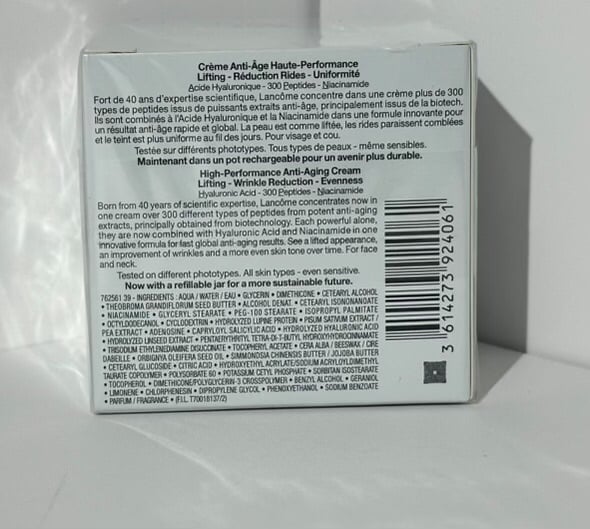 Crème Anti-Âge Haute-Performance
Lifting - Réduction Rides - Uniformité
Acide Hyaluronique - 300 Peptides - Niacinamide
Fort de 40 ans d'expertise scientifique, Lancôme concentre dans une crème plus de 300
types de peptides issus de puissants extraits anti-âge, principalement issus de la biotech.
Ils sont combinés à l'Acide Hyaluronique et la Niacinamide dans une formule innovante pour
un résultat anti-âge rapide et global. La peau est comme liftée, les rides paraissent comblées
et le teint est plus uniforme au fil des jours. Pour visage et cou.
Testée sur différents phototypes. Tous types de peaux - même sensibles.
Maintenant dans un pot rechargeable pour un avenir plus durable.
High-Performance Anti-Aging Cream
Lifting - Wrinkle Reduction - Evenness
Hyaluronic Acid - 300 Peptides - Niacinamide
Born from 40 years of scientific expertise, Lancôme concentrates now in
one cream over 300 different types of peptides from potent anti-aging
extracts, principally obtained from biotechnology. Each powerful alone,
they are now combined with Hyaluronic Acid and Niacinamide in one
innovative formula for fast global anti-aging results. See a lifted appearance,
an improvement of wrinkles and a more even skin tone over time. For face
and neck.
Tested on different phototypes. All skin types - even sensitive.
Now with a refillable jar for a more sustainable future.
762561 39 - INGREDIENTS : AQUA / WATER / EAU • GLYCERIN • DIMETHICONE • CETEARYL ALCOHOL
• THEOBROMA GRANDIFLORUM SEED BUTTER • ALCOHOL DENAT. • CETEARYL ISONONANOATE
• NIACINAMIDE • GLYCERYL STEARATE • PEG-100 STEARATE • ISOPROPYL PALMITATE
• OCTYLDODECANOL • CYCLODEXTRIN • HYDROLYZED LUPINE PROTEIN • PISUM SATIVUM EXTRACT /
PEA EXTRACT • ADENOSINE • CAPRYLOYL SALICYLIC ACID • HYDROLYZED HYALURONIC ACID
• HYDROLYZED LINSEED EXTRACT • PENTAERYTHRITYL TETRA-DI-T-BUTYL HYDROXYHYDROCINNAMATE
• TRISODIUM ETHYLENEDIAMINE DISUCCINATE • TOCOPHERYL ACETATE • CERA ALBA / BEESWAX / CIRE
D'ABEILLE • ORBIGNYA OLEIFERA SEED OIL • SIMMONDSIA CHINENSIS BUTTER / JOJOBA BUTTER
• CETEARYL GLUCOSIDE • CITRIC ACID • HYDROXYETHYL ACRYLATE/SODIUM ACRYLOYLDIMETHYL
TAURATE COPOLYMER • POLYSORBATE 60 • POTASSIUM CETYL PHOSPHATE • SORBITAN ISOSTEARATE
• TOCOPHEROL • DIMETHICONE/POLYGLYCERIN-3 CROSSPOLYMER • BENZYL ALCOHOL • GERANIOL
• LIMONENE • CHLORPHENESIN • DIPROPYLENE GLYCOL • PHENOXYETHANOL • SODIUM BENZOATE
• PARFUM / FRAGRANCE • (F.I.L. T70018137/2)
3 614273 924061